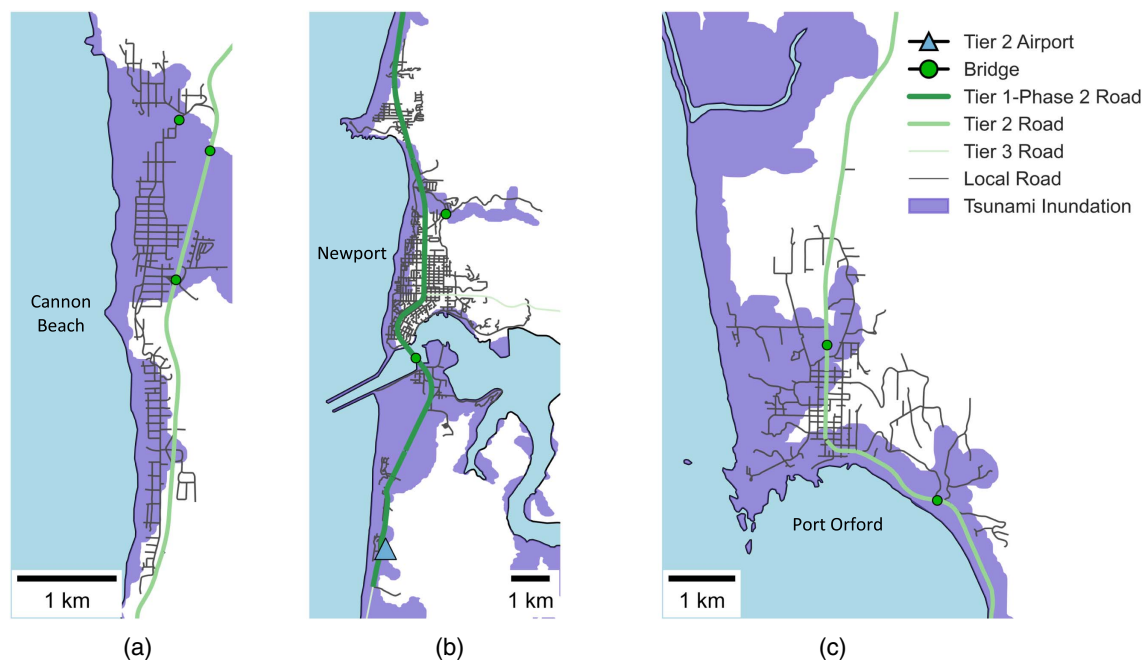 Cannon
Beach
1 km
(a)
Newport
1 km
(b)
Port Orford
1 km
(c)
Tier 2 Airport
Bridge
Tier 1-Phase 2 Road
Tier 2 Road
Tier 3 Road
Local Road
Tsunami Inundation